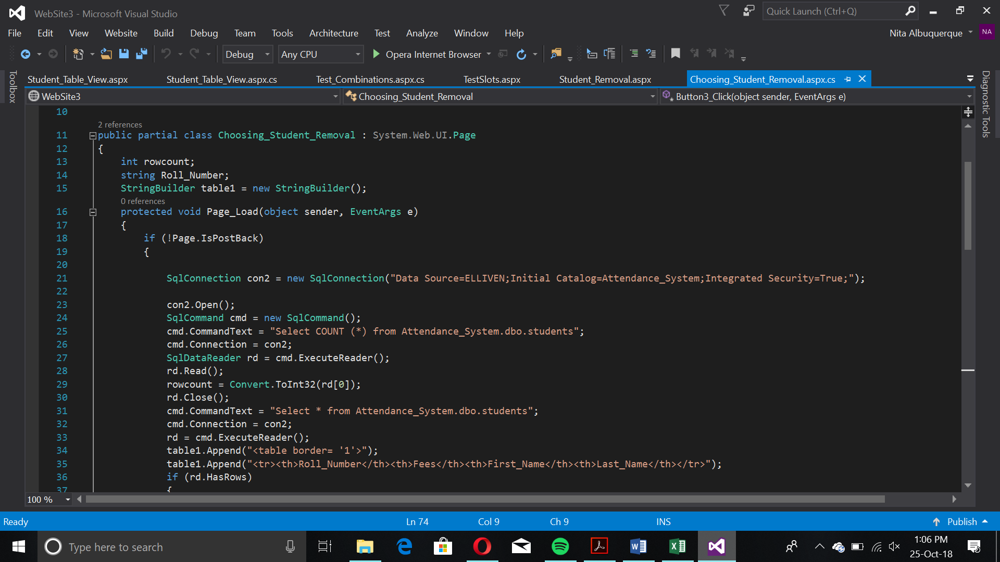 WebSite3 - Microsoft Visual Studio
Quick Launch (Ctrl+Q)
File Edit View Website Build Debug Team Tools Architecture Test Analyze Window Help
Nita Albuquerque NA
Debug Any CPU Opera Internet Browser
Toolbox
Student_Table_View.aspx Student_Table_View.aspx.cs Test_Combinations.aspx.cs TestSlots.aspx Student_Removal.aspx Choosing_Student_Removal.aspx.cs
Diagnostic Tools
WebSite3 Choosing_Student_Removal Button3_Click(object sender, EventArgs e)
10
2 references
11 public partial class Choosing_Student_Removal : System.Web.UI.Page
12 {
13 int rowcount;
14 string Roll_Number;
15 StringBuilder table1 = new StringBuilder();
0 references
16 protected void Page_Load(object sender, EventArgs e)
17 {
18 if (!Page.IsPostBack)
19 {
20
21 SqlConnection con2 = new SqlConnection("Data Source=ELLIVEN;Initial Catalog=Attendance_System;Integrated Security=True;");
22
23 con2.Open();
24 SqlCommand cmd = new SqlCommand();
25 cmd.CommandText = "Select COUNT (*) from Attendance_System.dbo.students";
26 cmd.Connection = con2;
27 SqlDataReader rd = cmd.ExecuteReader();
28 rd.Read();
29 rowcount = Convert.ToInt32(rd[0]);
30 rd.Close();
31 cmd.CommandText = "Select * from Attendance_System.dbo.students";
32 cmd.Connection = con2;
33 rd = cmd.ExecuteReader();
34 table1.Append("<table border= '1'>");
35 table1.Append("<tr><th>Roll_Number</th><th>Fees</th><th>First_Name</th><th>Last_Name</th></tr>");
36 if (rd.HasRows)
37 {
100 %
Ready Ln 74 Col 9 Ch 9 INS Publish
Type here to search
1:06 PM
25-Oct-18